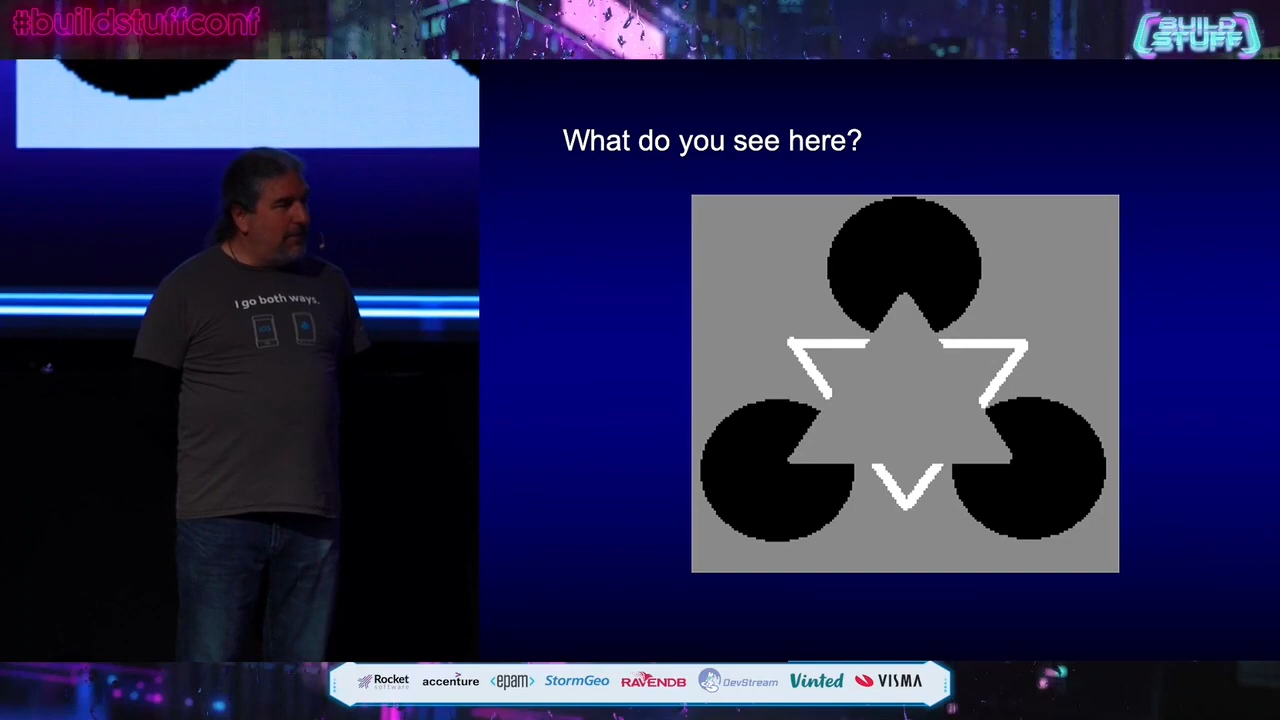 #buildstuffconf
BUILD
STUFF
What do you see here?
I go both ways.
iOS
Rocket
software
accenture
<epam>
StormGeo
RAVENDB
DevStream
Vinted
VISMA